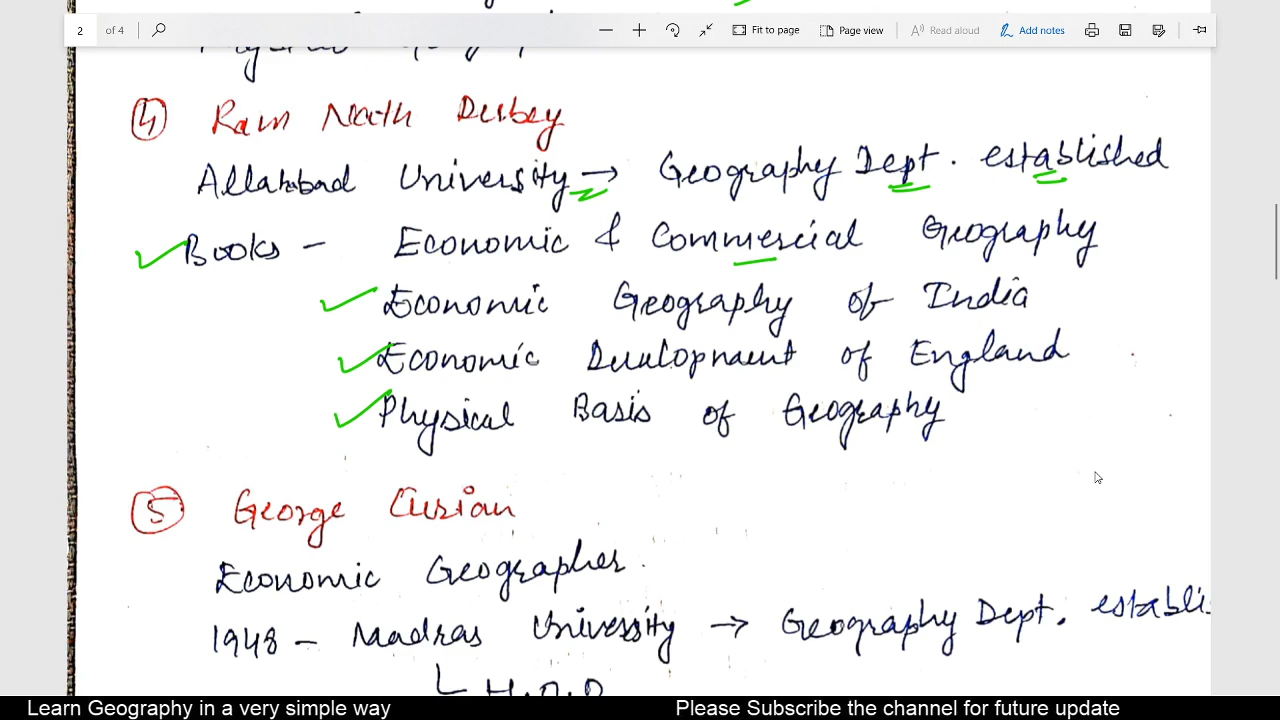 2 of 4 Fit to page Page view Read aloud Add notes
4 Ram Nath Dubey
Allahabad University → Geography Dept. established
Books - Economic & Commercial Geography
Economic Geography of India
Economic Development of England
Physical Basis of Geography
5 George Curian
Economic Geographer
1948 - Madras University → Geography Dept. establi
H.O.D
Learn Geography in a very simple way Please Subscribe the channel for future update